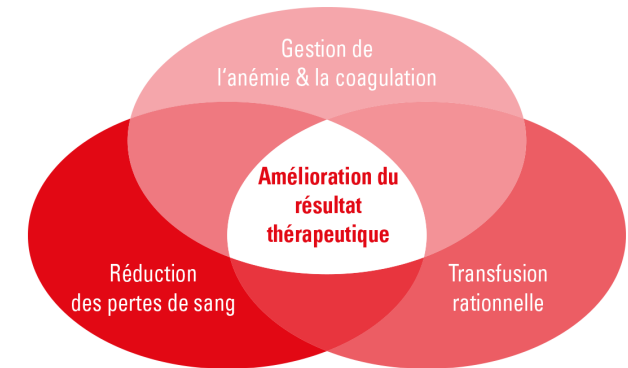 Gestion de
l'anémie & la coagulation
Amélioration du
résultat
thérapeutique
Réduction
des pertes de sang
Transfusion
rationnelle